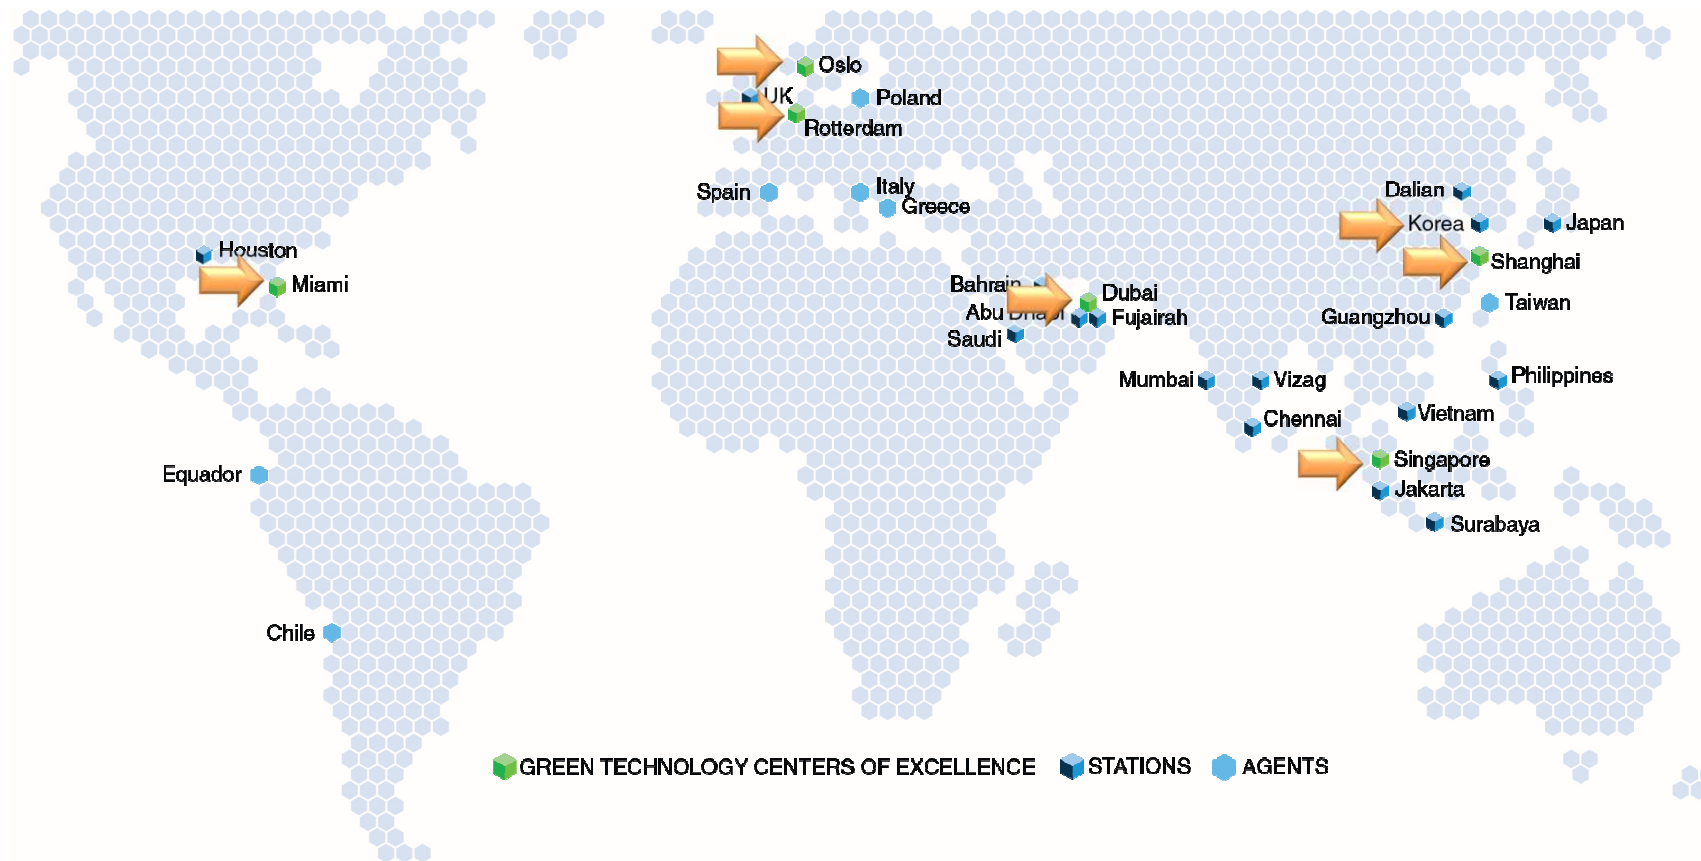 Oslo
UK
Poland
Rotterdam
Spain
Italy
Greece
Dalian
Korea
Japan
Houston
Shanghai
Miami
Bahrain
Dubai
Taiwan
Abu Dhabi
Fujairah
Guangzhou
Saudi
Mumbai
Vizag
Philippines
Chennai
Vietnam
Singapore
Equador
Jakarta
Surabaya
Chile
GREEN TECHNOLOGY CENTERS OF EXCELLENCE STATIONS AGENTS